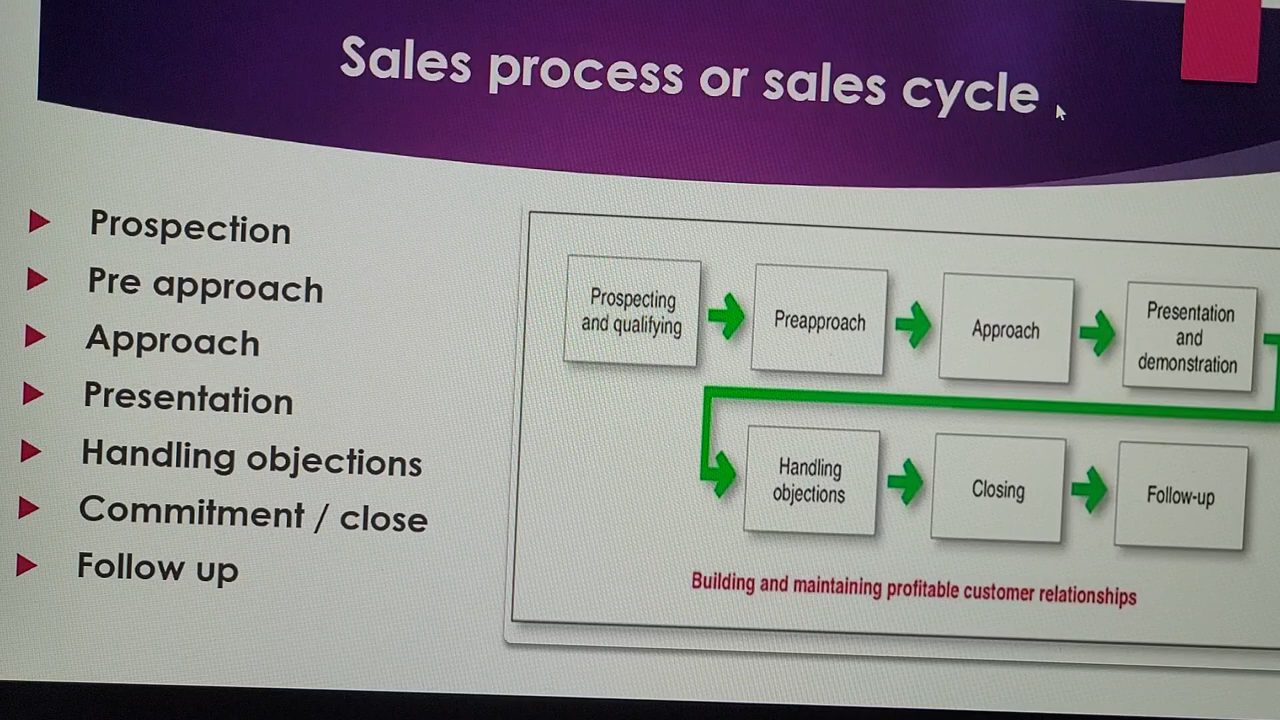 Sales process or sales cycle
Prospection
Pre approach
Approach
Presentation
Handling objections
Commitment / close
Follow up
Prospecting
and qualifying
Preapproach
Approach
Presentation
and
demonstration
Handling
objections
Closing
Follow-up
Building and maintaining profitable customer relationships